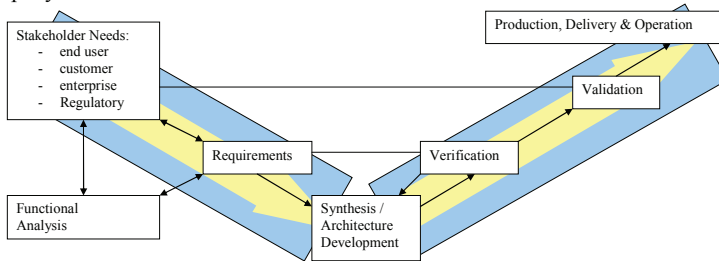 Production, Delivery & Operation
Stakeholder Needs:
- end user
- customer
- enterprise
- Regulatory
Validation
Requirements
Verification
Functional
Analysis
Synthesis /
Architecture
Development